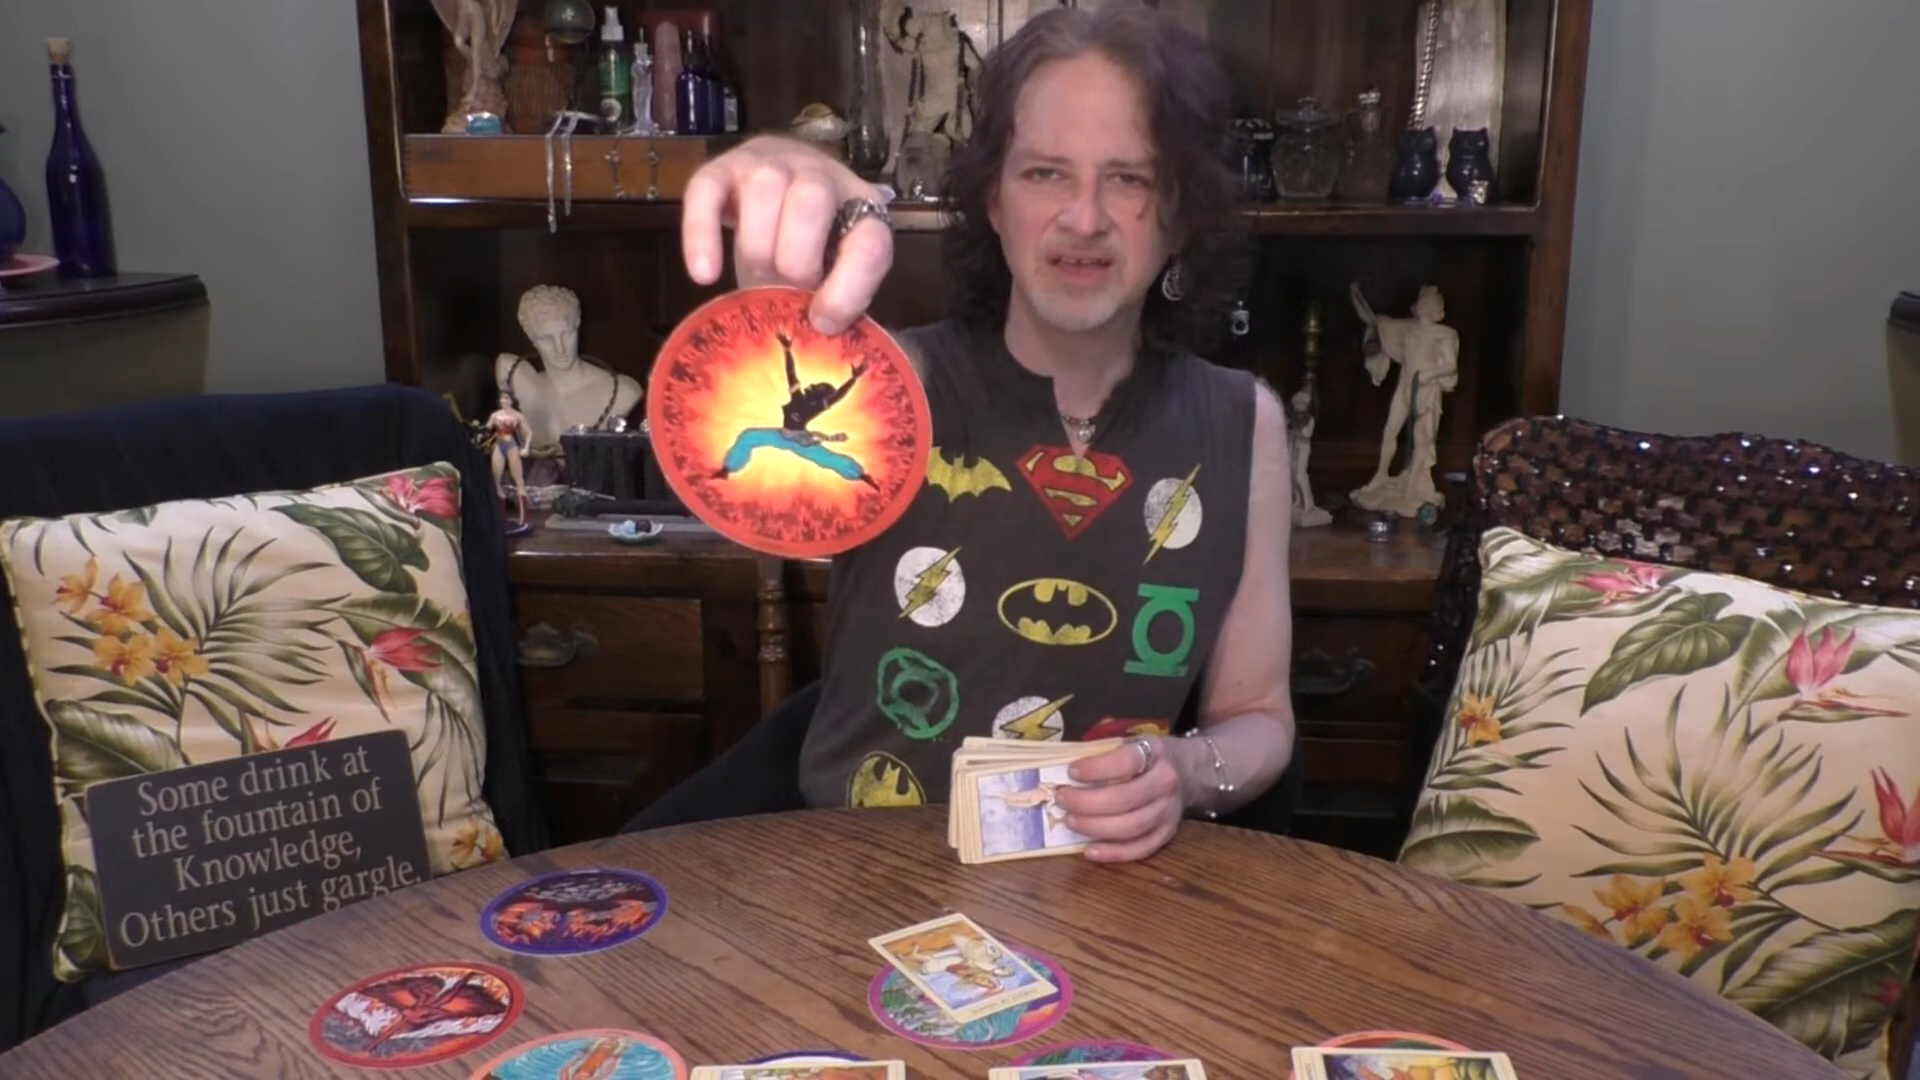 Some drink at
the fountain of
Knowledge,
Others just gargle.